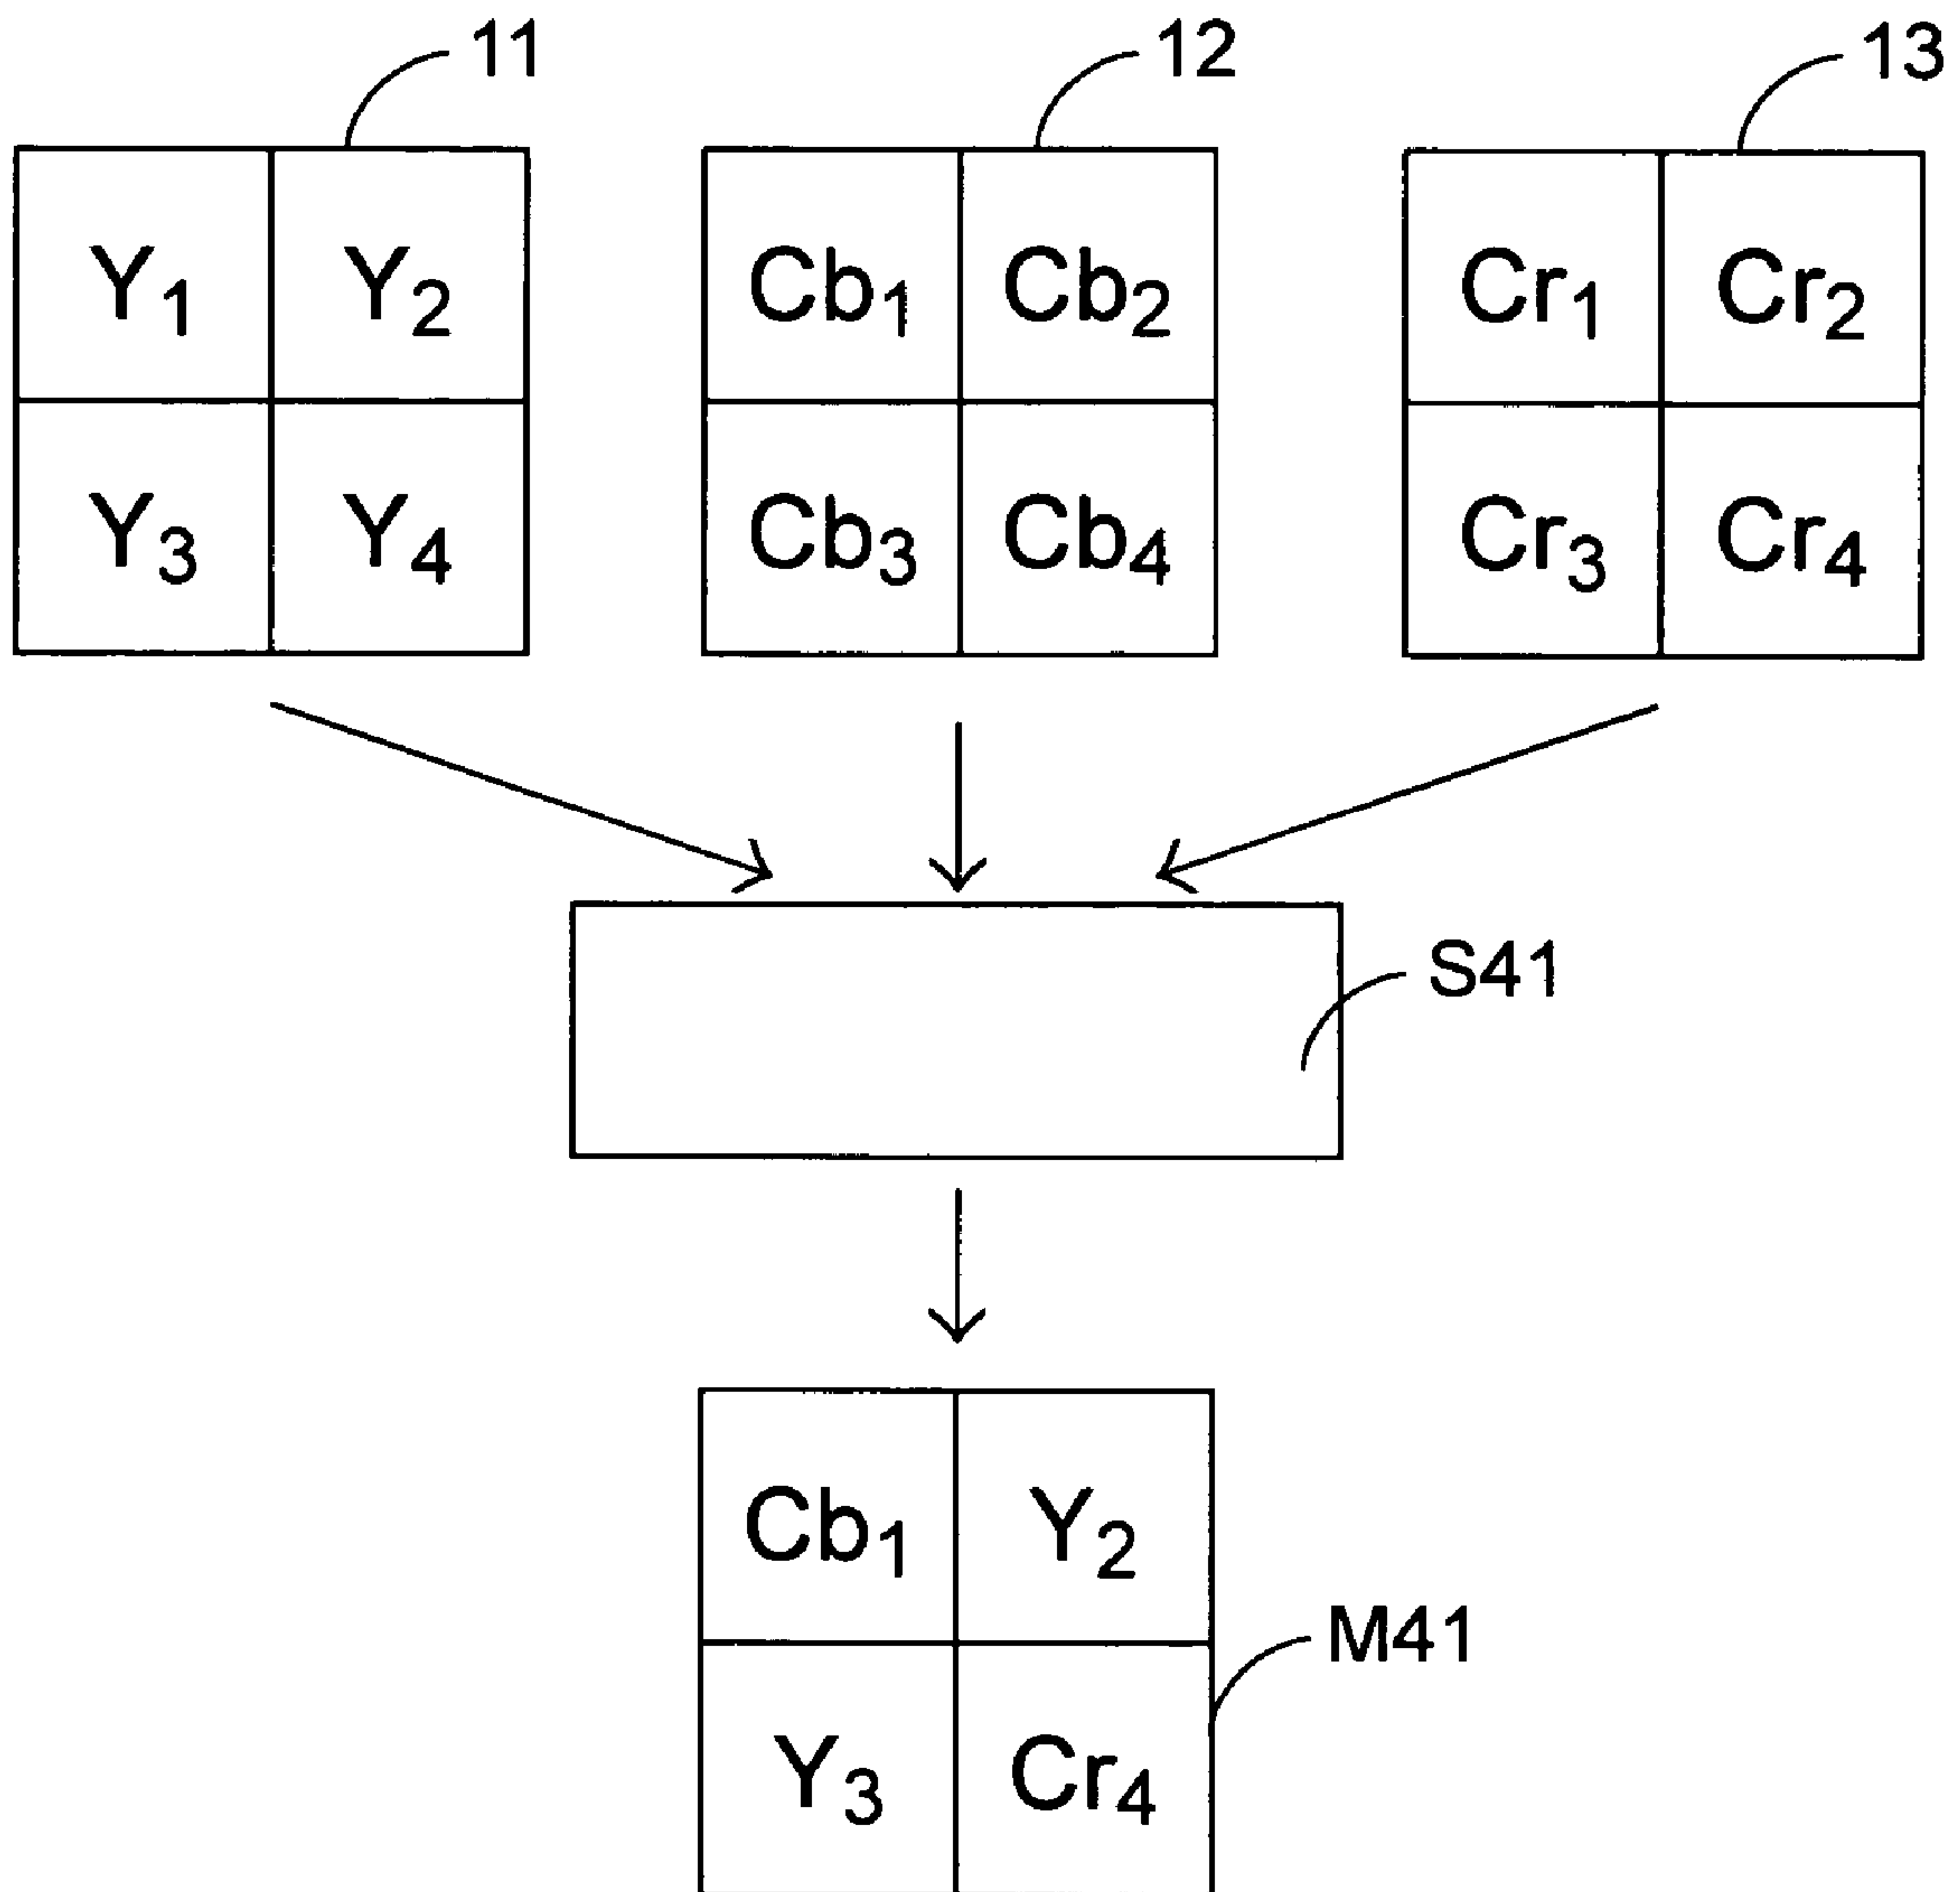 11 12 13
Y₁ Y₂ Cb₁ Cb₂ Cr₁ Cr₂
Y₃ Y₄ Cb₃ Cb₄ Cr₃ Cr₄
S41
Cb₁ Y₂
M41
Y₃ Cr₄